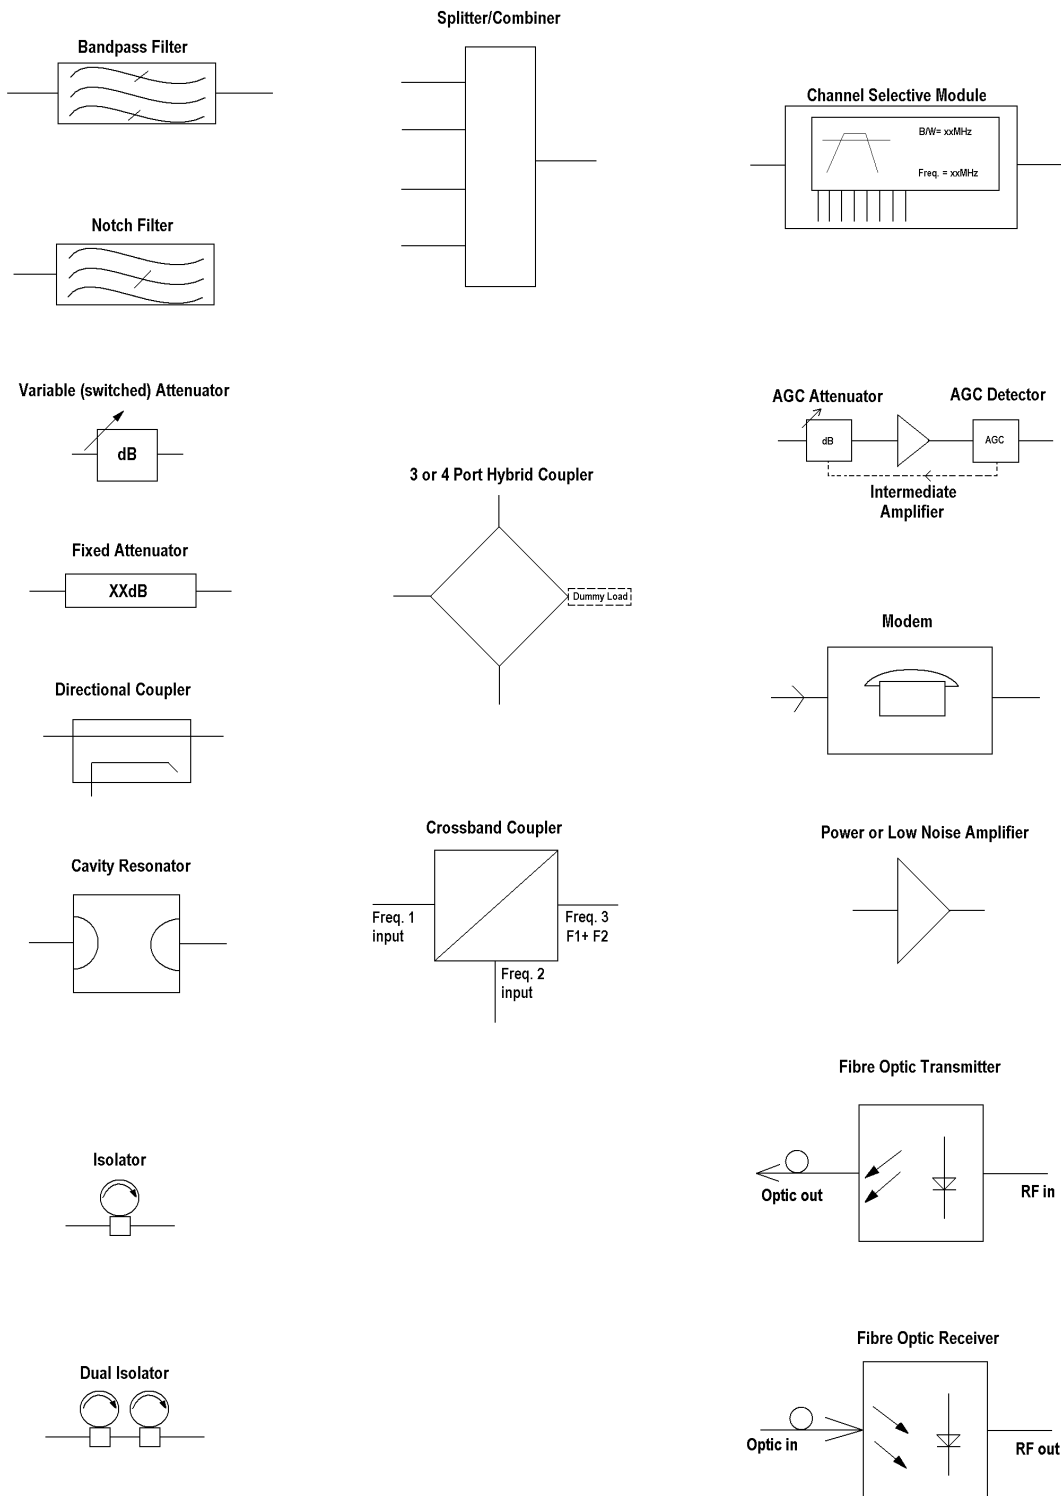 Splitter/Combiner
Bandpass Filter
Channel Selective Module
B/W= xxMHz
Freq. = xxMHz
Notch Filter
Variable (switched) Attenuator
dB
AGC Attenuator
AGC Detector
dB
AGC
Intermediate
Amplifier
3 or 4 Port Hybrid Coupler
Dummy Load
Fixed Attenuator
XXdB
Modem
Directional Coupler
Crossband Coupler
Freq. 1
input
Freq. 3
F1+ F2
Freq. 2
input
Power or Low Noise Amplifier
Cavity Resonator
Fibre Optic Transmitter
Optic out
RF in
Isolator
Fibre Optic Receiver
Optic in
RF out
Dual Isolator